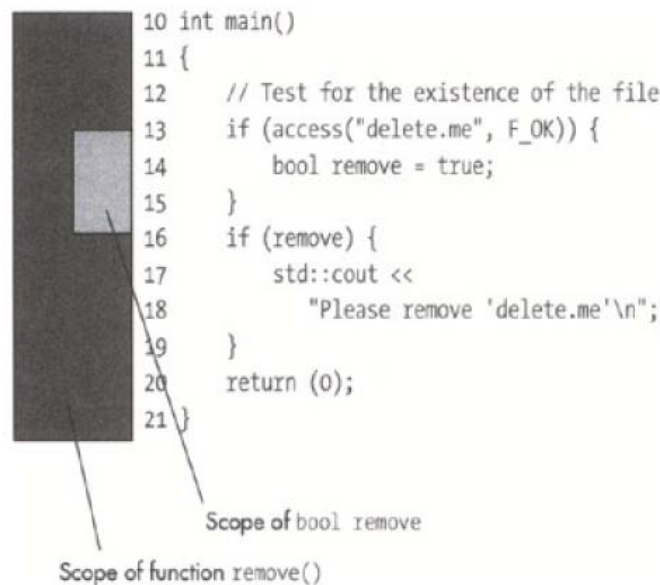 10 int main()
11 {
12     // Test for the existence of the file
13     if (access("delete.me", F_OK)) {
14         bool remove = true;
15     }
16     if (remove) {
17         std::cout <<
18            "Please remove 'delete.me'\n";
19     }
20     return (0);
21 }
Scope of bool remove
Scope of function remove()